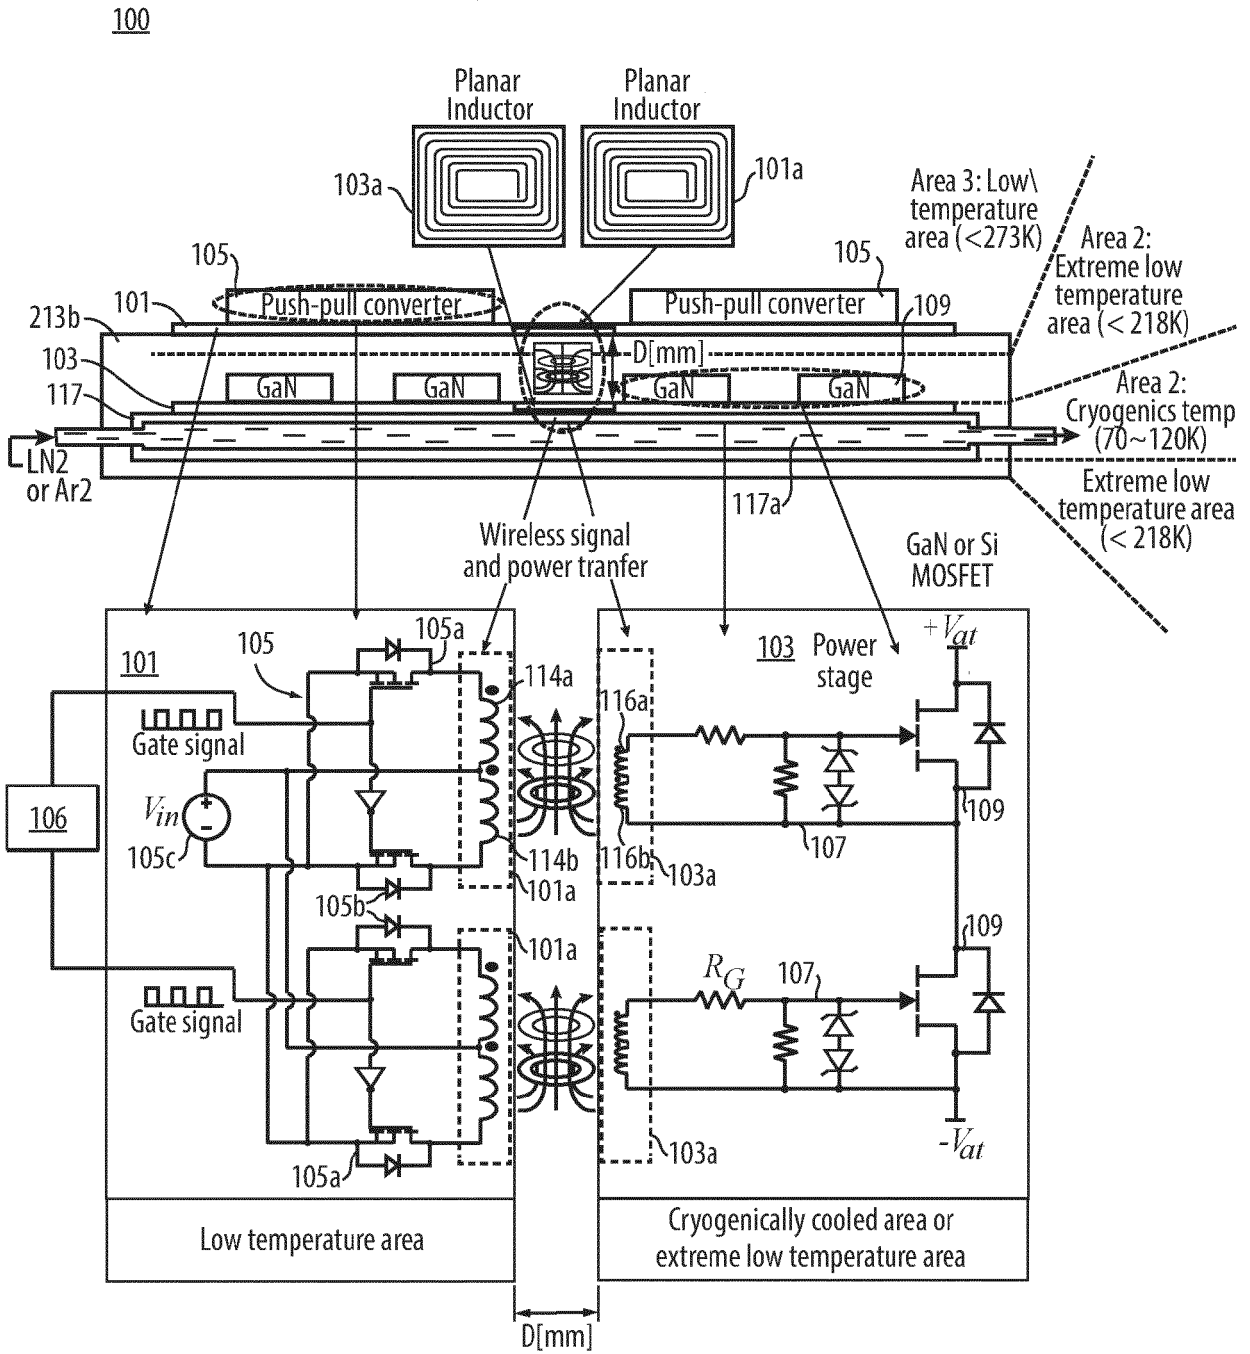 100
Planar
Inductor
Planar
Inductor
103a
101a
Area 3: Low\
temperature
area (<273K)
Area 2:
Extreme low
temperature
area (< 218K)
105
105
101
Push-pull converter
Push-pull converter
109
213b
D[mm]
103
GaN
GaN
GaN
GaN
117
Area 2:
Cryogenics temp
(70~120K)
LN2
or Ar2
117a
Extreme low
temperature area
(< 218K)
Wireless signal
and power tranfer
GaN or Si
MOSFET
101
105
105a
103
Power
stage
+Vat
114a
116a
Gate signal
Vin
106
109
105c
107
114b
116b
103a
101a
105b
101a
109
RG
107
Gate signal
103a
-Vat
105a
Low temperature area
Cryogenically cooled area or
extreme low temperature area
D[mm]